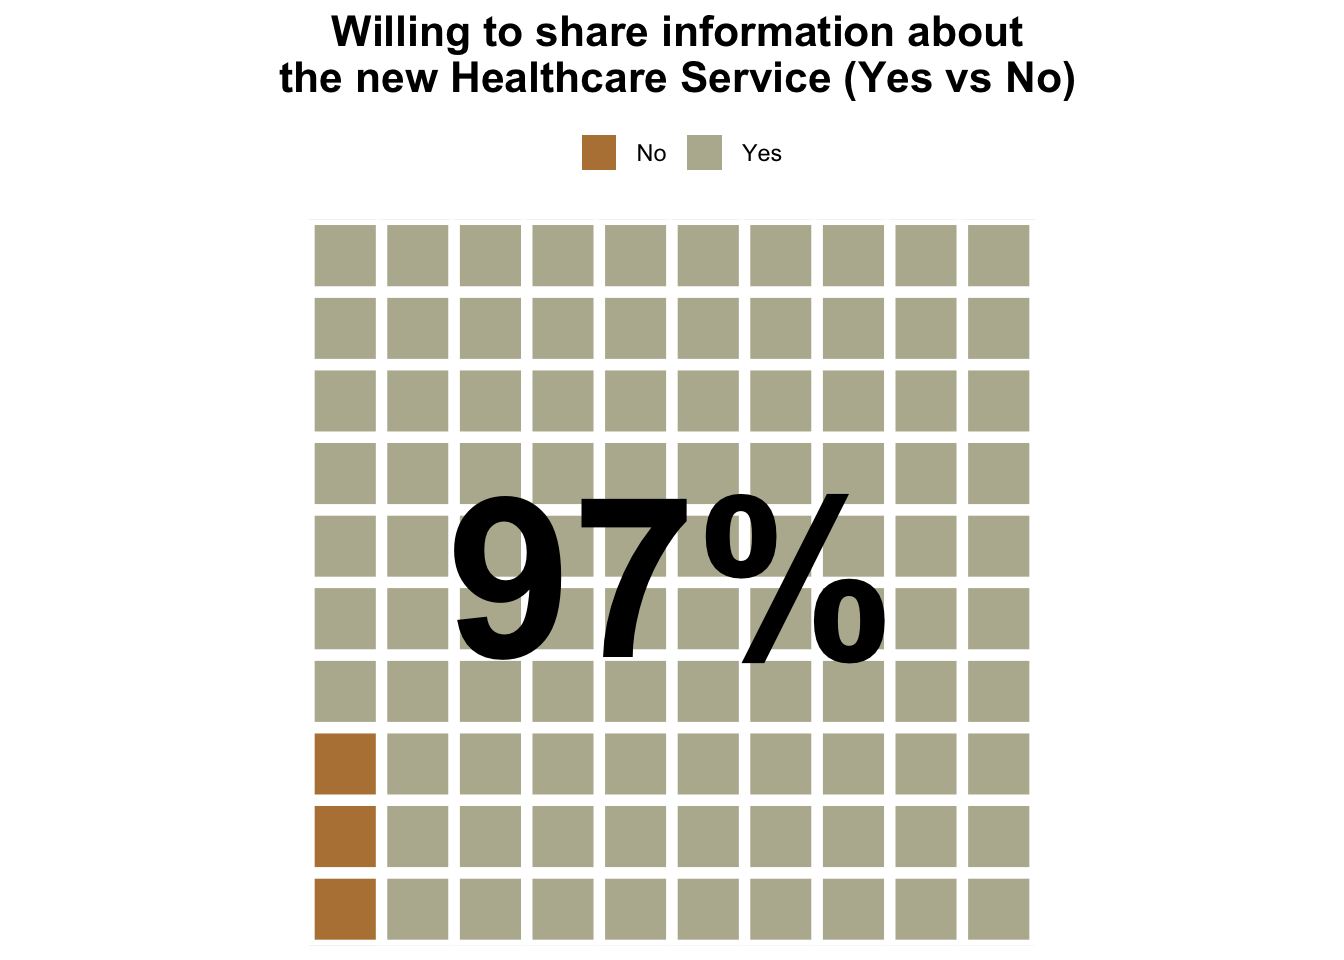 Willing to share information about
the new Healthcare Service (Yes vs No)
No Yes
97%